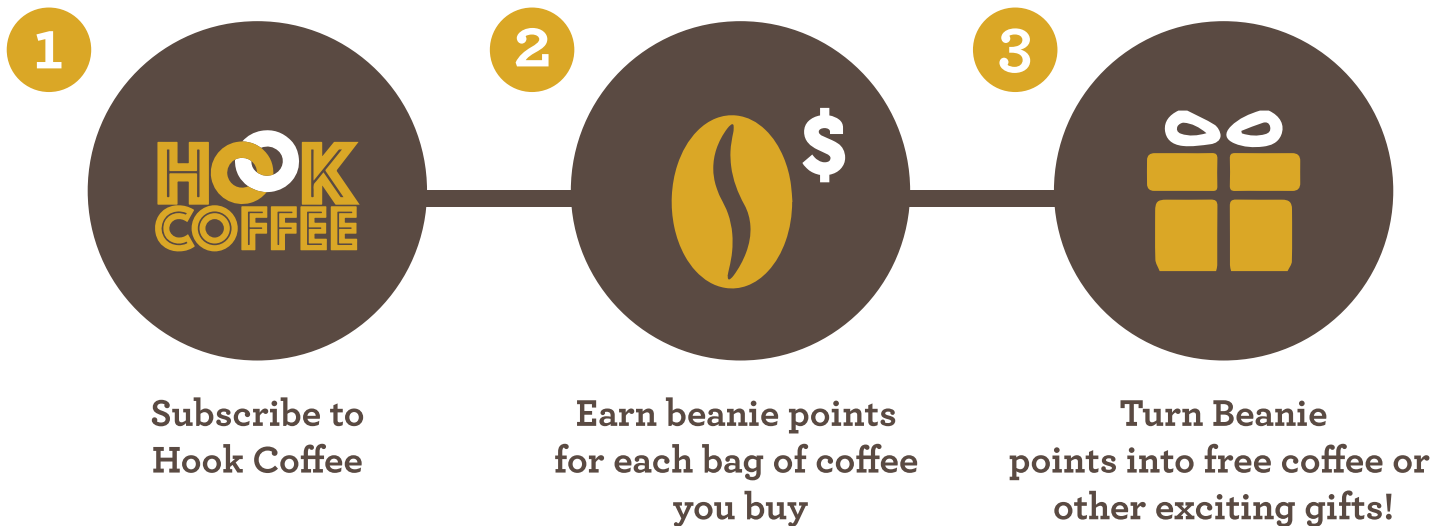 1
HOOK
COFFEE
Subscribe to
Hook Coffee
2
$
Earn beanie points
for each bag of coffee
you buy
3
Turn Beanie
points into free coffee or
other exciting gifts!